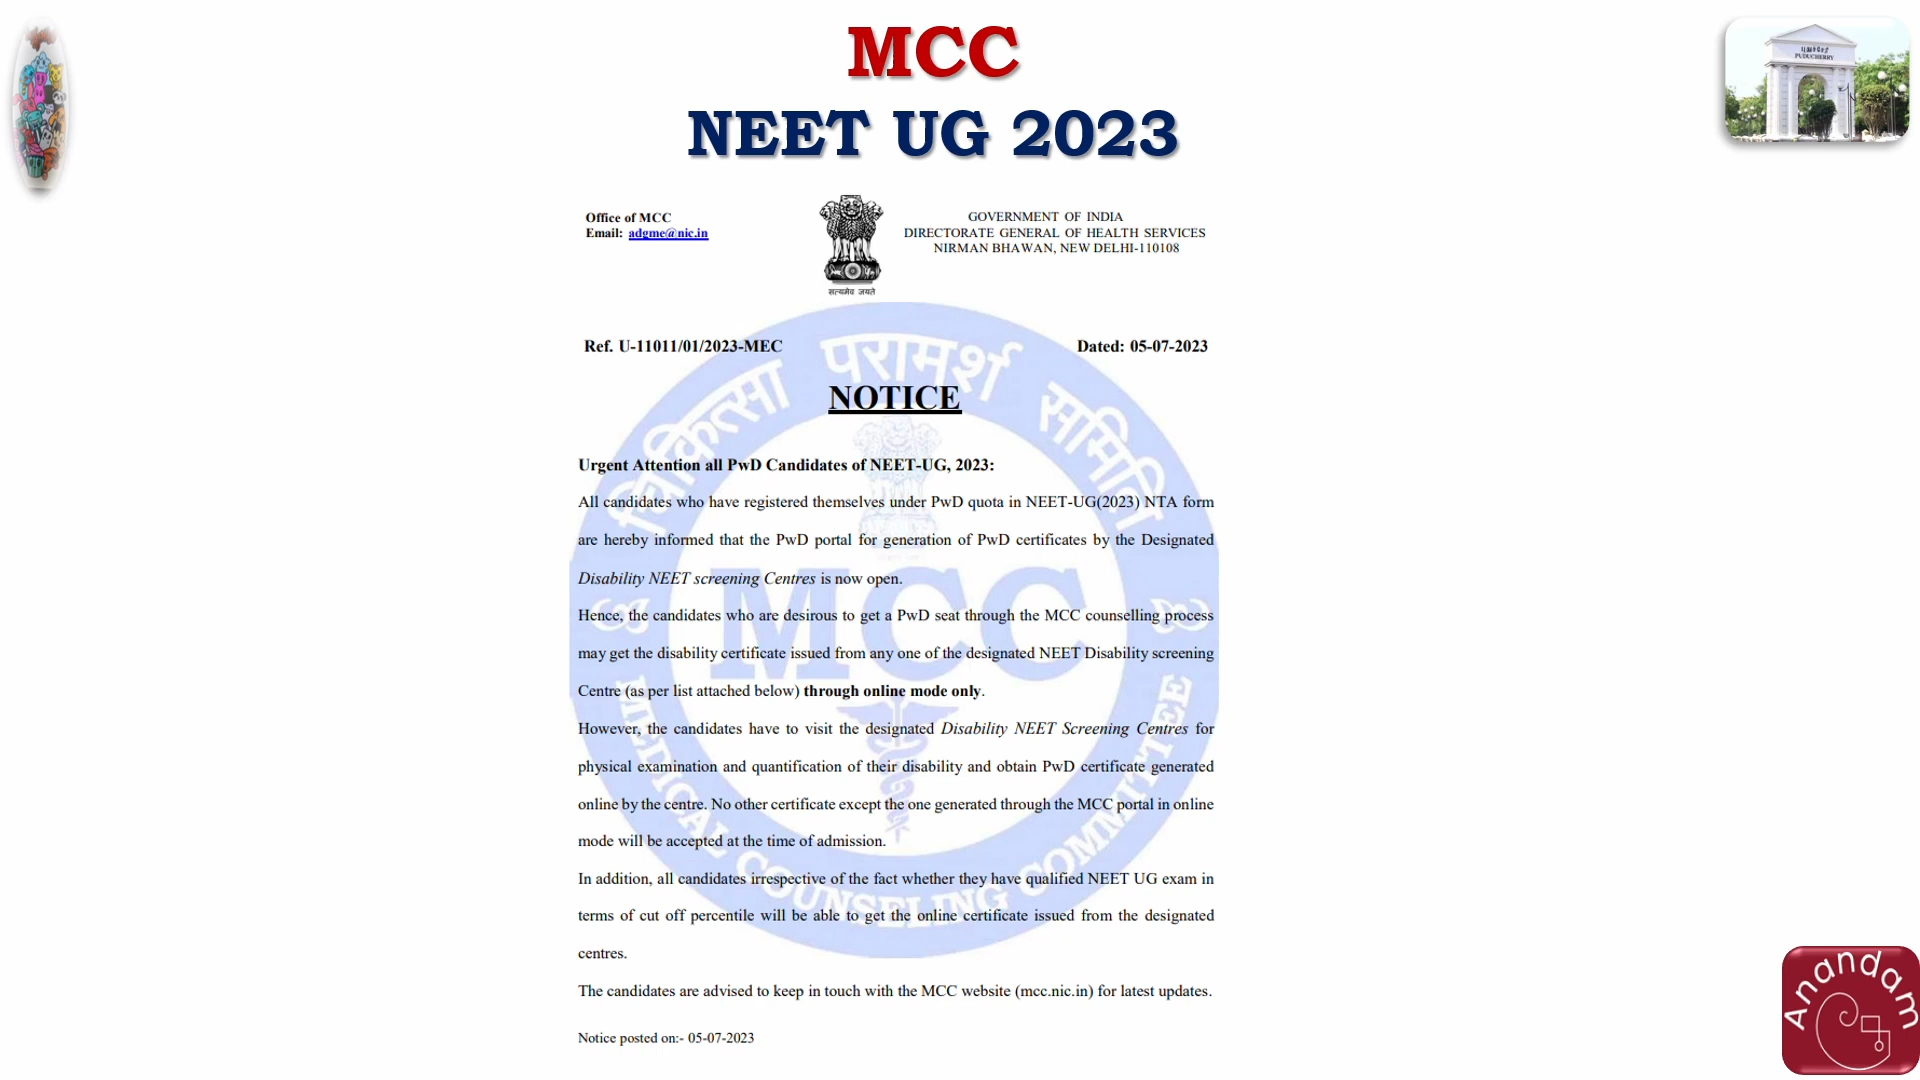 MCC
NEET UG 2023
புதுச்சேரி
PUDUCHERRY
Office of MCC
Email: adgme@nic.in
GOVERNMENT OF INDIA
DIRECTORATE GENERAL OF HEALTH SERVICES
NIRMAN BHAWAN, NEW DELHI-110108
सत्यमेव जयते
Ref. U-11011/01/2023-MEC
Dated: 05-07-2023
चिकित्सा परामर्श समिति
NOTICE
Urgent Attention all PwD Candidates of NEET-UG, 2023:
All candidates who have registered themselves under PwD quota in NEET-UG(2023) NTA form
are hereby informed that the PwD portal for generation of PwD certificates by the Designated
Disability NEET screening Centres is now open.
MCC
Hence, the candidates who are desirous to get a PwD seat through the MCC counselling process
may get the disability certificate issued from any one of the designated NEET Disability screening
Centre (as per list attached below) through online mode only.
However, the candidates have to visit the designated Disability NEET Screening Centres for
physical examination and quantification of their disability and obtain PwD certificate generated
online by the centre. No other certificate except the one generated through the MCC portal in online
mode will be accepted at the time of admission.
In addition, all candidates irrespective of the fact whether they have qualified NEET UG exam in
terms of cut off percentile will be able to get the online certificate issued from the designated
centres.
MEDICAL COUNSELING COMMITTEE
The candidates are advised to keep in touch with the MCC website (mcc.nic.in) for latest updates.
Notice posted on:- 05-07-2023
Anandam